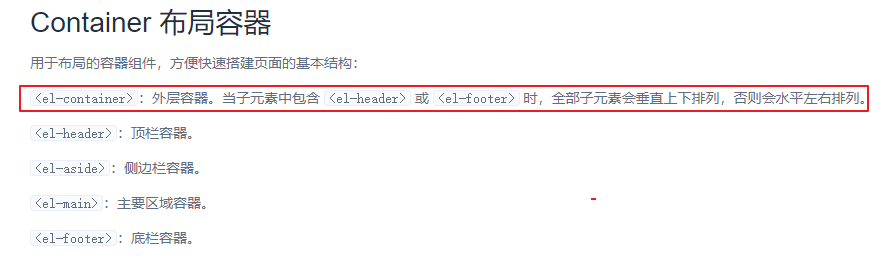 Container 布局容器
用于布局的容器组件，方便快速搭建页面的基本结构：
<el-container>：外层容器。当子元素中包含 <el-header> 或 <el-footer> 时，全部子元素会垂直上下排列，否则会水平左右排列。
<el-header>：顶栏容器。
<el-aside>：侧边栏容器。
<el-main>：主要区域容器。
<el-footer>：底栏容器。